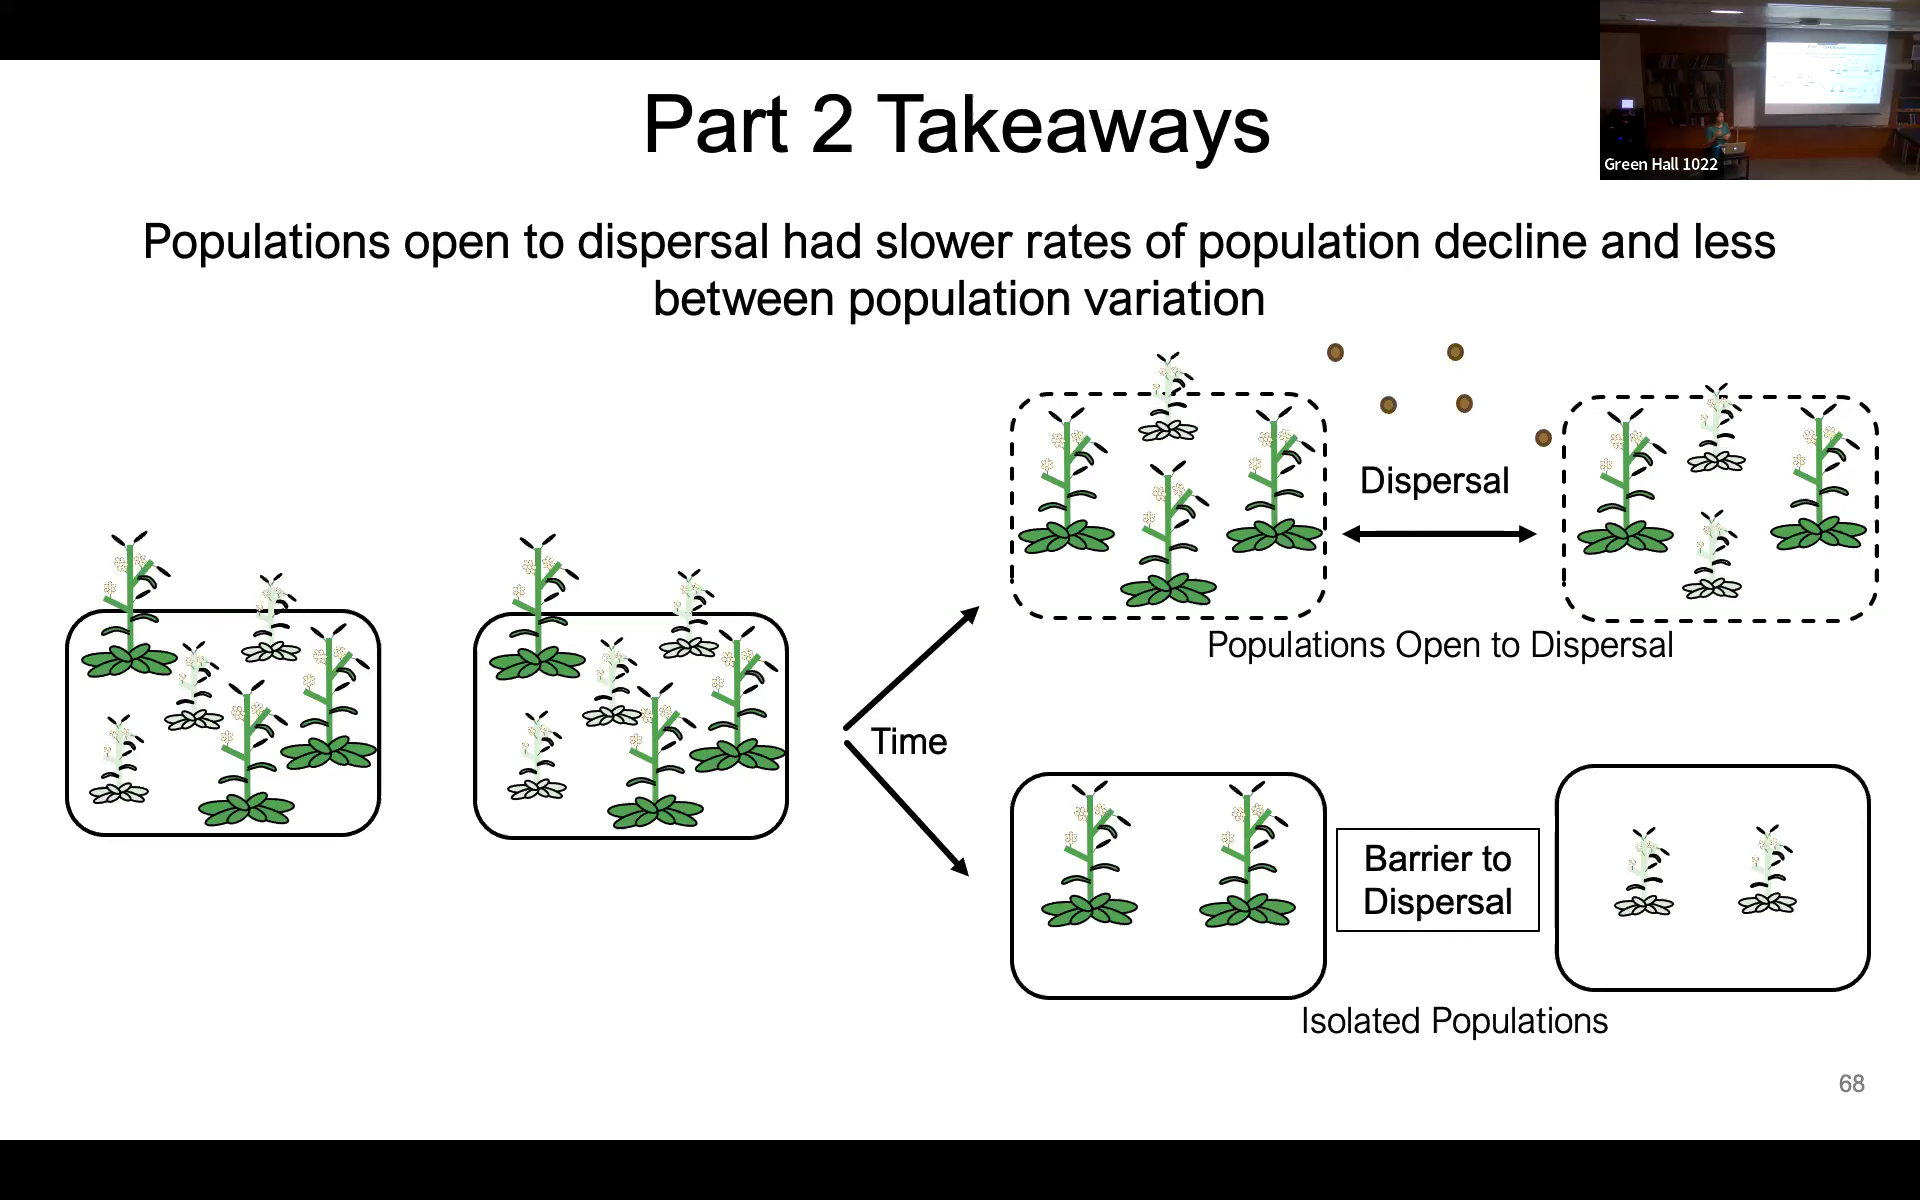 Part 2 Takeaways
Green Hall 1022
Populations open to dispersal had slower rates of population decline and less
between population variation
Dispersal
Populations Open to Dispersal
Time
Barrier to
Dispersal
Isolated Populations
68